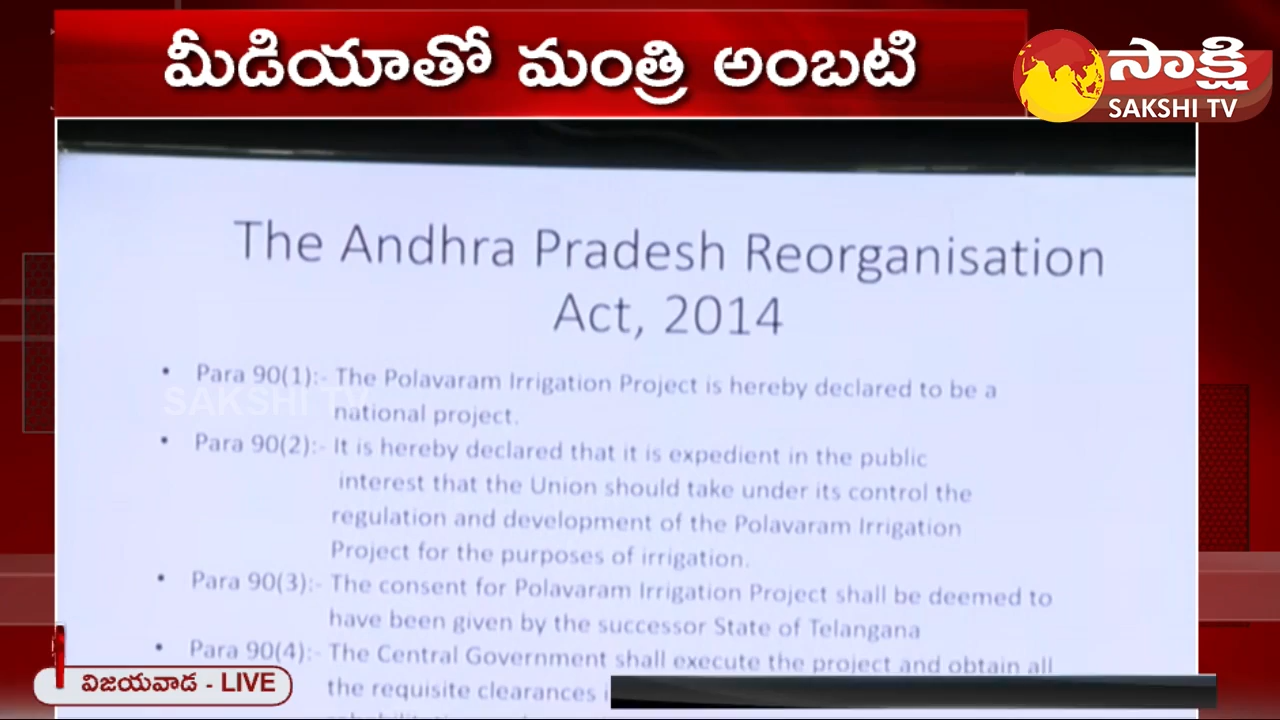 మీడియాతో మంత్రి అంబటి
సాక్షి
SAKSHI TV
The Andhra Pradesh Reorganisation
Act, 2014
• Para 90(1):- The Polavaram Irrigation Project is hereby declared to be a
national project.
SAKSHI TV
• Para 90(2):- It is hereby declared that it is expedient in the public
interest that the Union should take under its control the
regulation and development of the Polavaram Irrigation
Project for the purposes of irrigation.
• Para 90(3):- The consent for Polavaram Irrigation Project shall be deemed to
have been given by the successor State of Telangana
• Para 90(4):- The Central Government shall execute the project and obtain all
the requisite clearances
విజయవాడ - LIVE